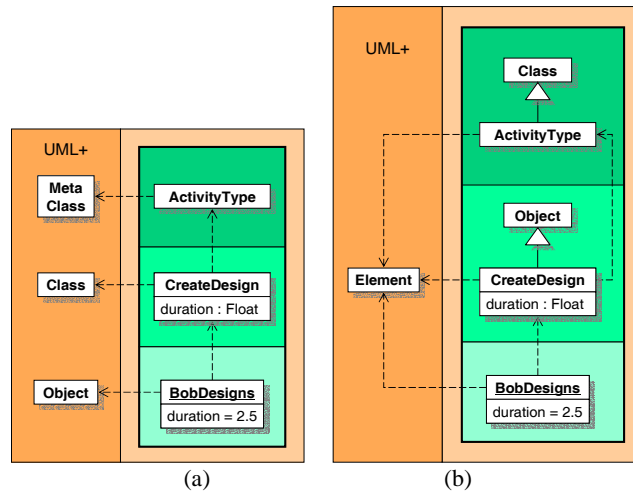 UML+
Meta
Class
ActivityType
Class
CreateDesign
duration : Float
Object
BobDesigns
duration = 2.5
(a)
UML+
Class
ActivityType
Object
Element
CreateDesign
duration : Float
BobDesigns
duration = 2.5
(b)